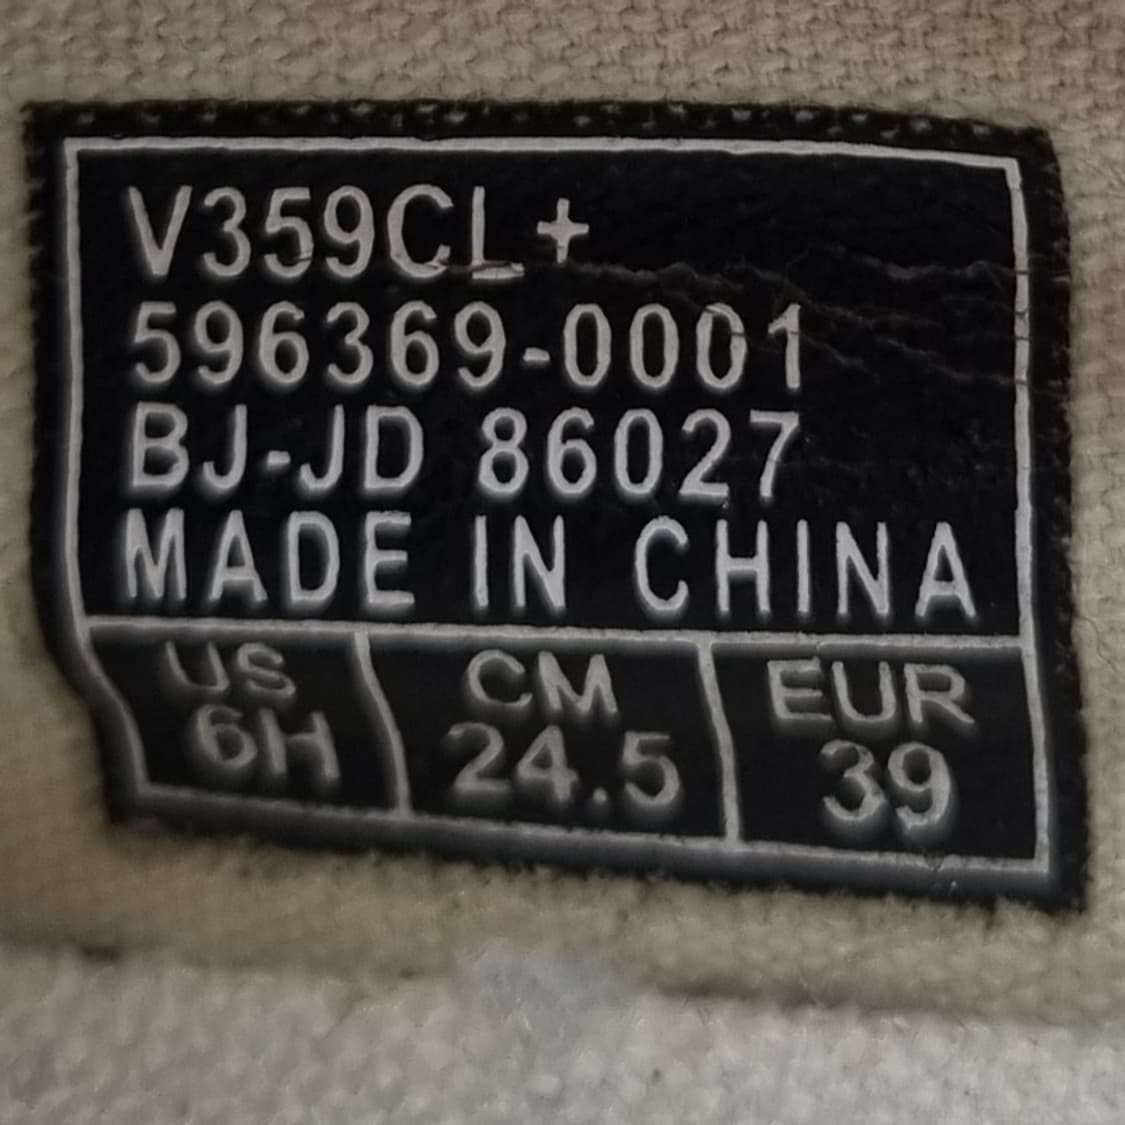 V359CL+
596369-0001
BJ-JD 86027
MADE IN CHINA
US CM EUR
6H 24.5 39